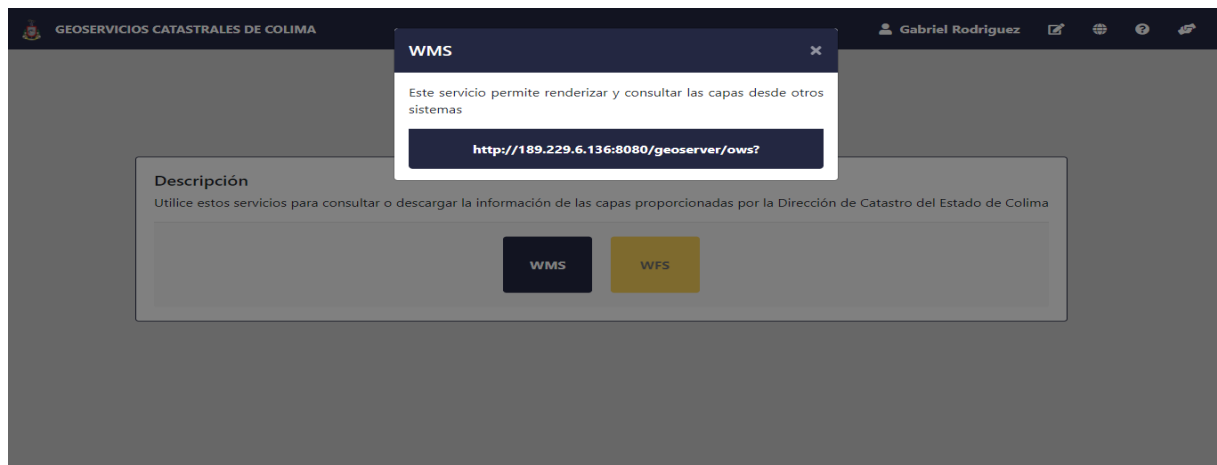 GEOSERVICIOS CATASTRALES DE COLIMA
Gabriel Rodriguez
WMS
×
Este servicio permite renderizar y consultar las capas desde otros
sistemas
http://189.229.6.136:8080/geoserver/ows?
Descripción
Utilice estos servicios para consultar o descargar la información de las capas proporcionadas por la Dirección de Catastro del Estado de Colima
WMS
WFS